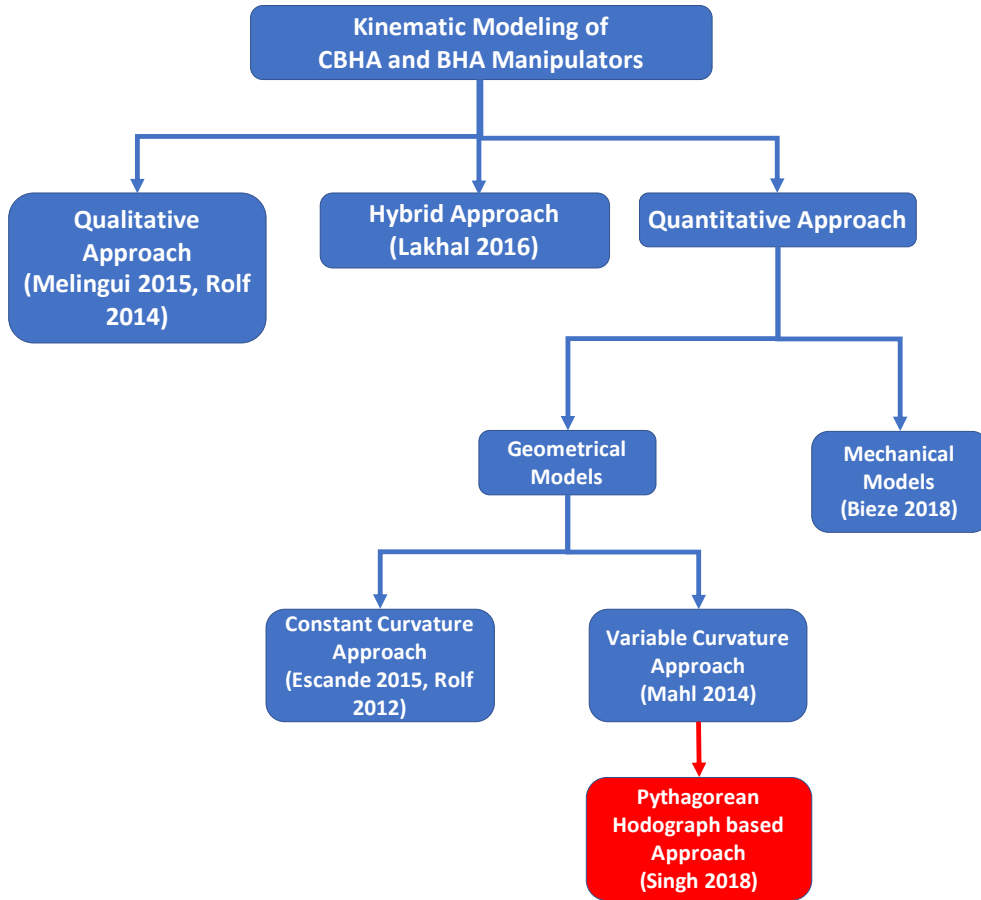 Kinematic Modeling of
CBHA and BHA Manipulators
Qualitative
Approach
(Melingui 2015, Rolf
2014)
Hybrid Approach
(Lakhal 2016)
Quantitative Approach
Geometrical
Models
Mechanical
Models
(Bieze 2018)
Constant Curvature
Approach
(Escande 2015, Rolf
2012)
Variable Curvature
Approach
(Mahl 2014)
Pythagorean
Hodograph based
Approach
(Singh 2018)